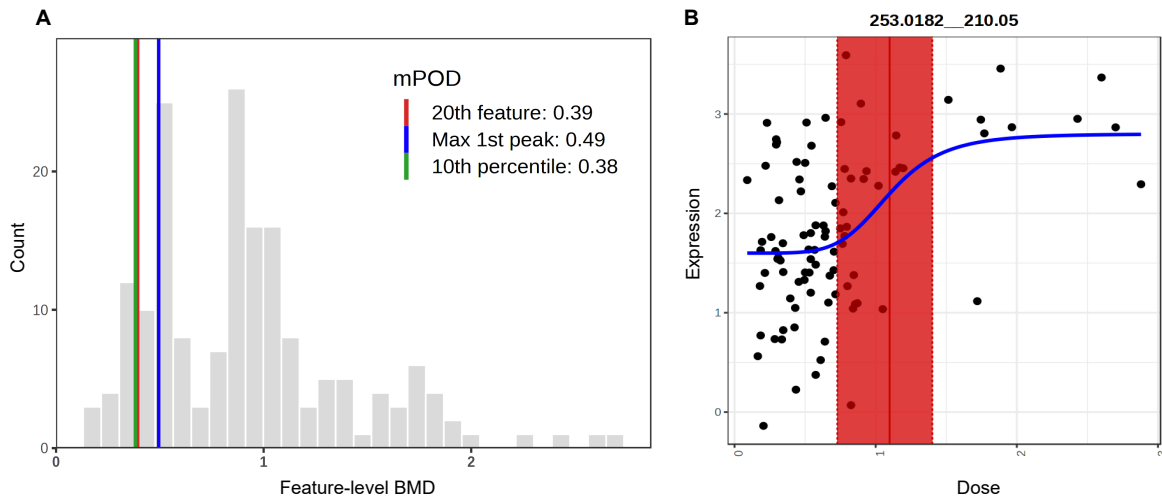 A
mPOD
20th feature: 0.39
Max 1st peak: 0.49
10th percentile: 0.38
Count
20
10
0
0
1
2
Feature-level BMD
B
253.0182__210.05
Expression
3
2
1
0
0
1
2
3
Dose